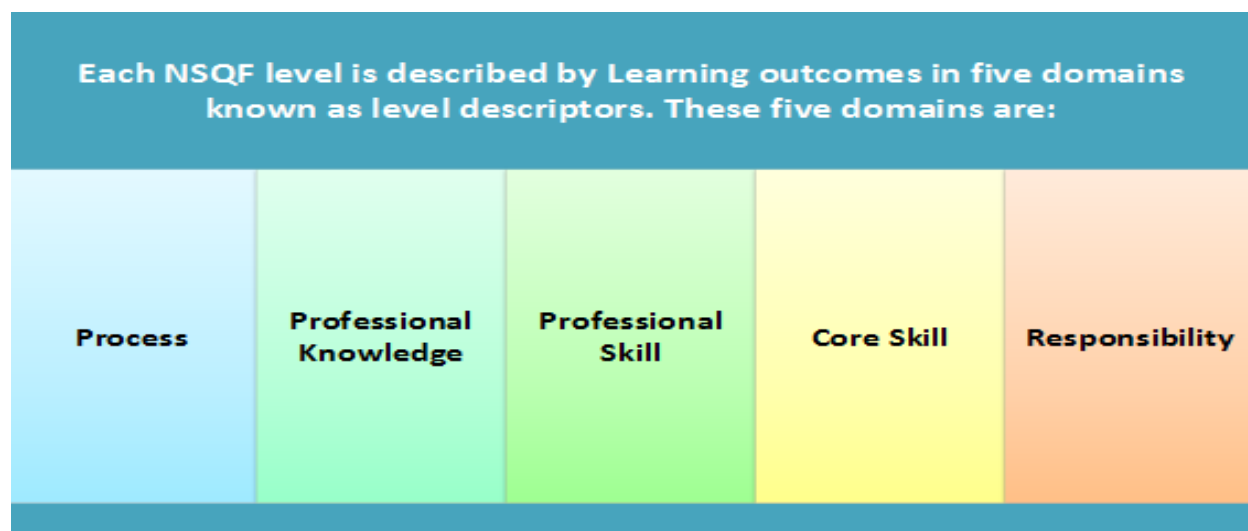 Each NSQF level is described by Learning outcomes in five domains
known as level descriptors. These five domains are:
Process
Professional
Knowledge
Professional
Skill
Core Skill
Responsibility